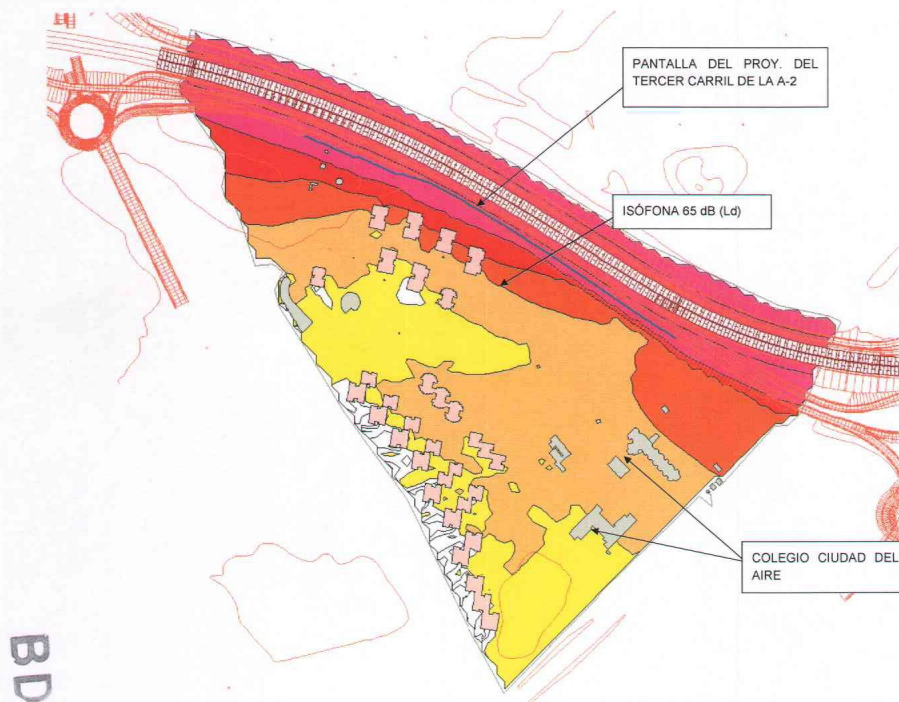 PANTALLA DEL PROY. DEL
TERCER CARRIL DE LA A-2
ISÓFONA 65 dB (Ld)
COLEGIO CIUDAD DEL
AIRE
BD